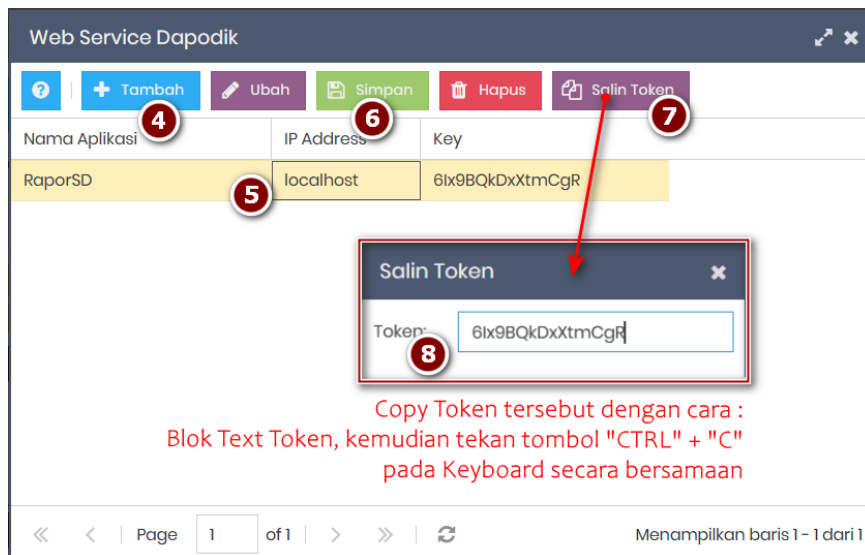 Web Service Dapodik
Tambah Ubah Simpan Hapus Salin Token
4 6 7
Nama Aplikasi IP Address Key
RaporSD localhost 6Ix9BQkDxXtmCgR
5
Salin Token
Token: 6Ix9BQkDxXtmCgR
8
Copy Token tersebut dengan cara :
Blok Text Token, kemudian tekan tombol "CTRL" + "C"
pada Keyboard secara bersamaan
Page 1 of 1 Menampilkan baris 1 - 1 dari 1